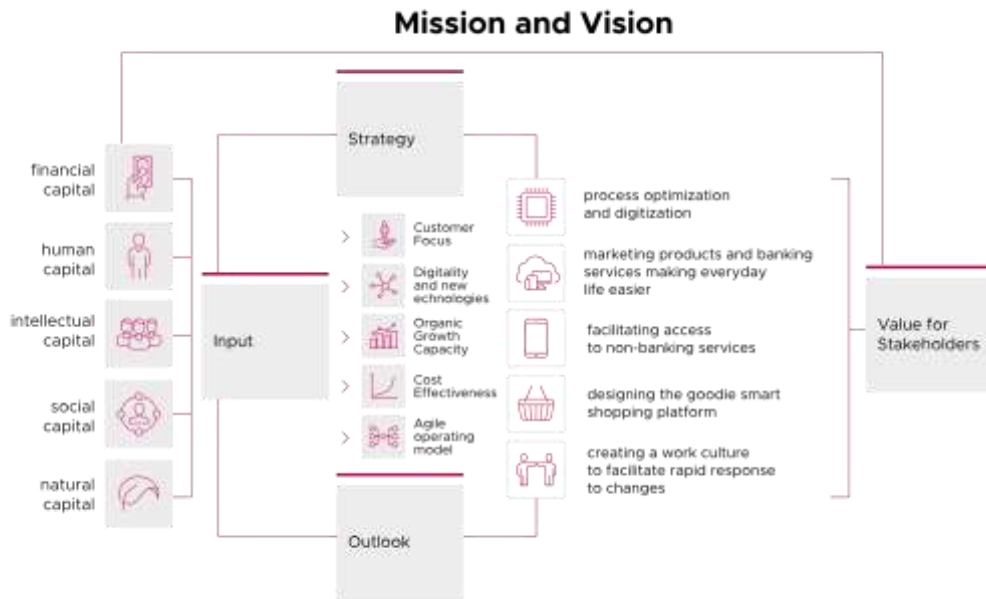 Mission and Vision
financial
capital
human
capital
intellectual
capital
social
capital
natural
capital
Input
Strategy
Customer
Focus
Digitality
and new
echnologies
Organic
Growth
Capacity
Cost
Effectiveness
Agile
operating
model
Outlook
process optimization
and digitization
marketing products and banking
services making everyday
life easier
facilitating access
to non-banking services
designing the goodie smart
shopping platform
creating a work culture
to facilitate rapid response
to changes
Value for
Stakeholders